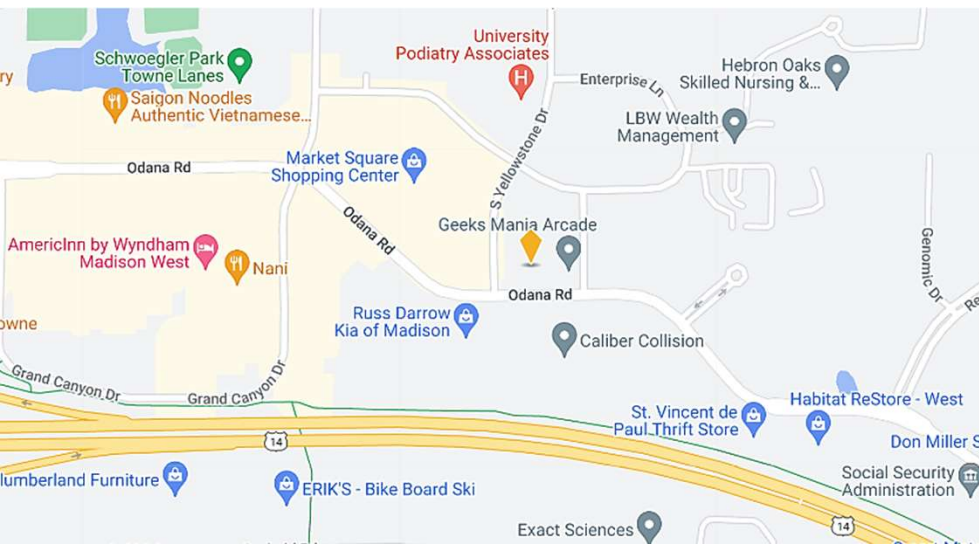 University
Podiatry Associates
Schwoegler Park
Towne Lanes
Hebron Oaks
Skilled Nursing &...
Enterprise Ln
ry
Saigon Noodles
Authentic Vietnamese...
LBW Wealth
Management
Odana Rd
Market Square
Shopping Center
S Yellowstone Dr
Odana Rd
Geeks Mania Arcade
AmericInn by Wyndham
Madison West
Nani
Genomic Dr
Odana Rd
Re
Russ Darrow
Kia of Madison
owne
Caliber Collision
Grand Canyon Dr
Grand Canyon Dr
Habitat ReStore - West
St. Vincent de
Paul Thrift Store
14
Don Miller S
Social Security
Administration
lumberland Furniture
ERIK'S - Bike Board Ski
Exact Sciences
14